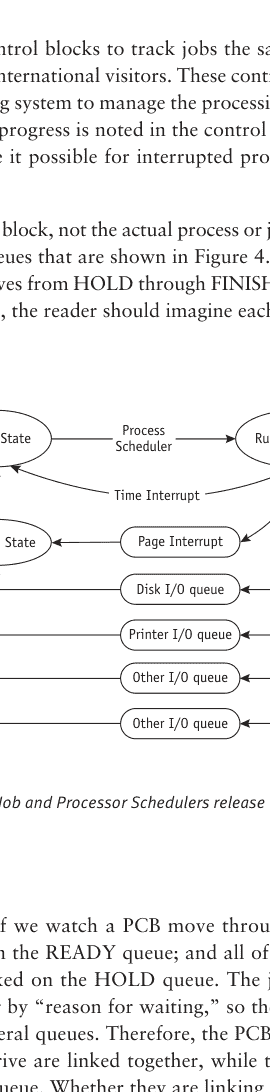 ntrol blocks to track jobs the sa
nternational visitors. These cont
g system to manage the processi
progress is noted in the control
e it possible for interrupted pro
block, not the actual process or j
eues that are shown in Figure 4.
ves from HOLD through FINISH
, the reader should imagine each
State
Process
Scheduler
Ru
Time Interrupt
State
Page Interrupt
Disk I/O queue
Printer I/O queue
Other I/O queue
Other I/O queue
Job and Processor Schedulers release
f we watch a PCB move throu
n the READY queue; and all of
ked on the HOLD queue. The j
r by “reason for waiting,” so the
eral queues. Therefore, the PCB
rive are linked together, while t
queue. Whether they are linking